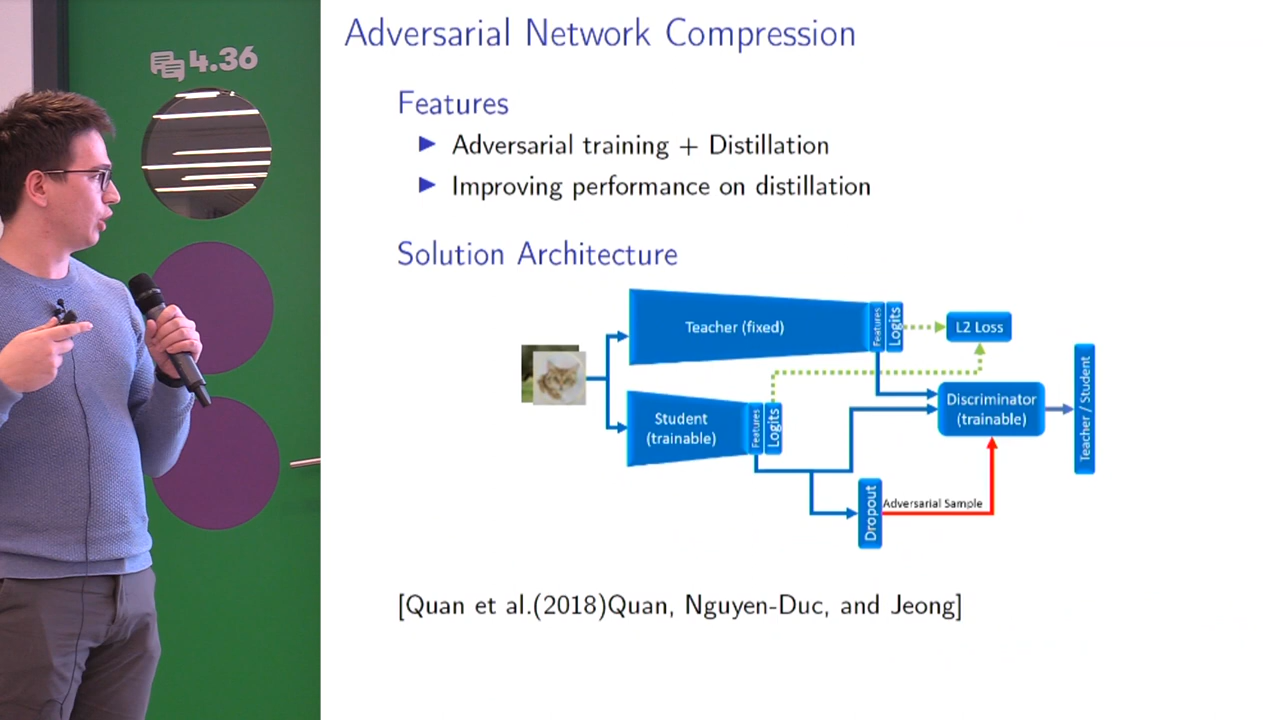 4.36
Adversarial Network Compression
Features
▶ Adversarial training + Distillation
▶ Improving performance on distillation
Solution Architecture
Teacher (fixed)
Features
Logits
L2 Loss
Student
(trainable)
Features
Logits
Discriminator
(trainable)
Teacher / Student
Dropout
Adversarial Sample
[Quan et al.(2018)Quan, Nguyen-Duc, and Jeong]